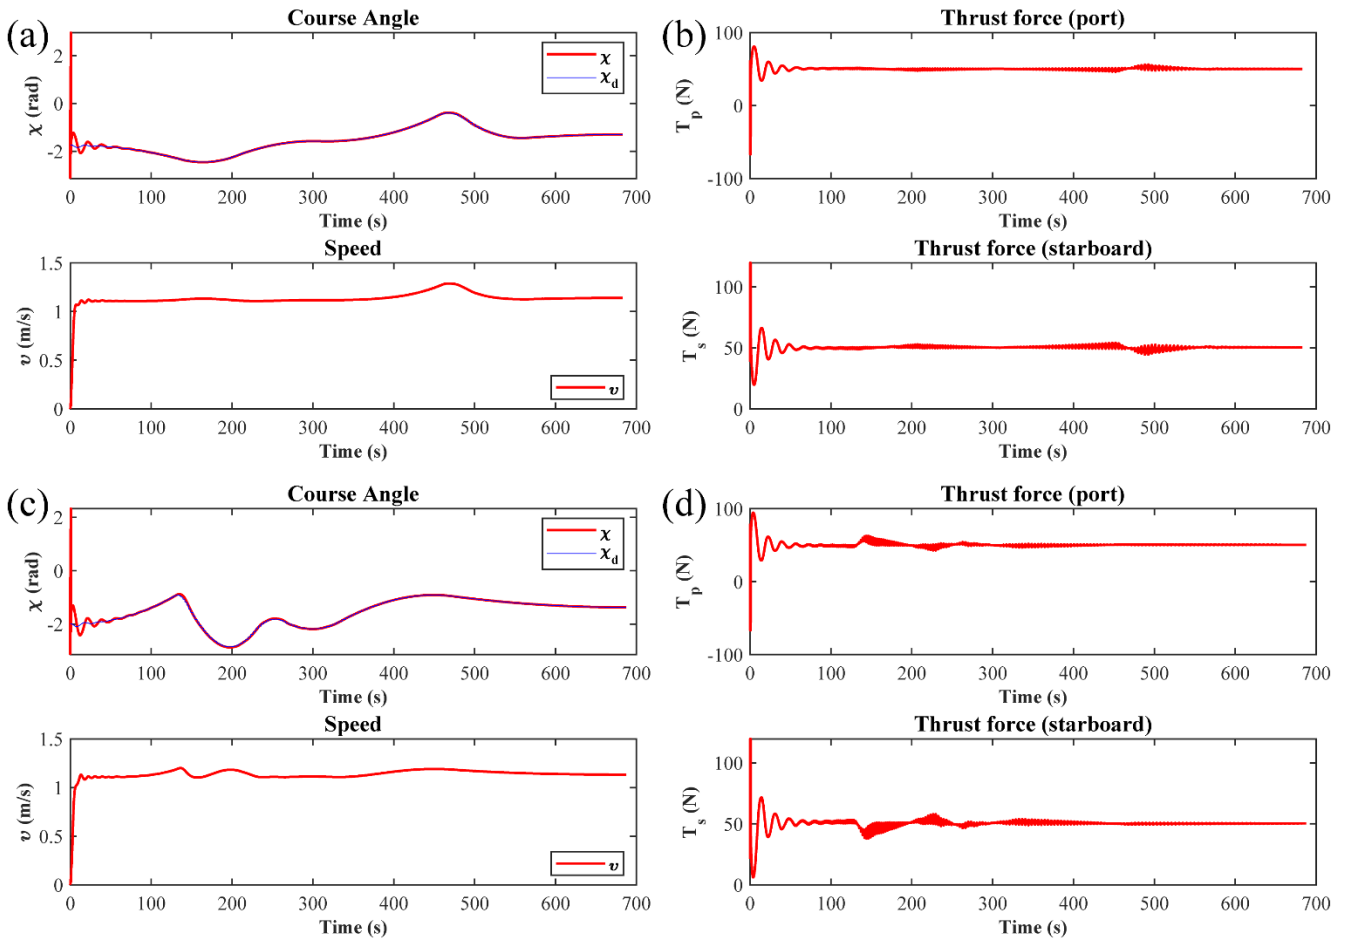 (a)
Course Angle
χ (rad)
2
0
-2
χ
χd
0 100 200 300 400 500 600 700
Time (s)
Speed
v (m/s)
1.5
1
0.5
0
v
0 100 200 300 400 500 600 700
Time (s)
(b)
Thrust force (port)
Tp (N)
100
0
-100
0 100 200 300 400 500 600 700
Time (s)
Thrust force (starboard)
Ts (N)
100
50
0
0 100 200 300 400 500 600 700
Time (s)
(c)
Course Angle
χ (rad)
2
0
-2
χ
χd
0 100 200 300 400 500 600 700
Time (s)
Speed
v (m/s)
1.5
1
0.5
0
v
0 100 200 300 400 500 600 700
Time (s)
(d)
Thrust force (port)
Tp (N)
100
0
-100
0 100 200 300 400 500 600 700
Time (s)
Thrust force (starboard)
Ts (N)
100
50
0
0 100 200 300 400 500 600 700
Time (s)